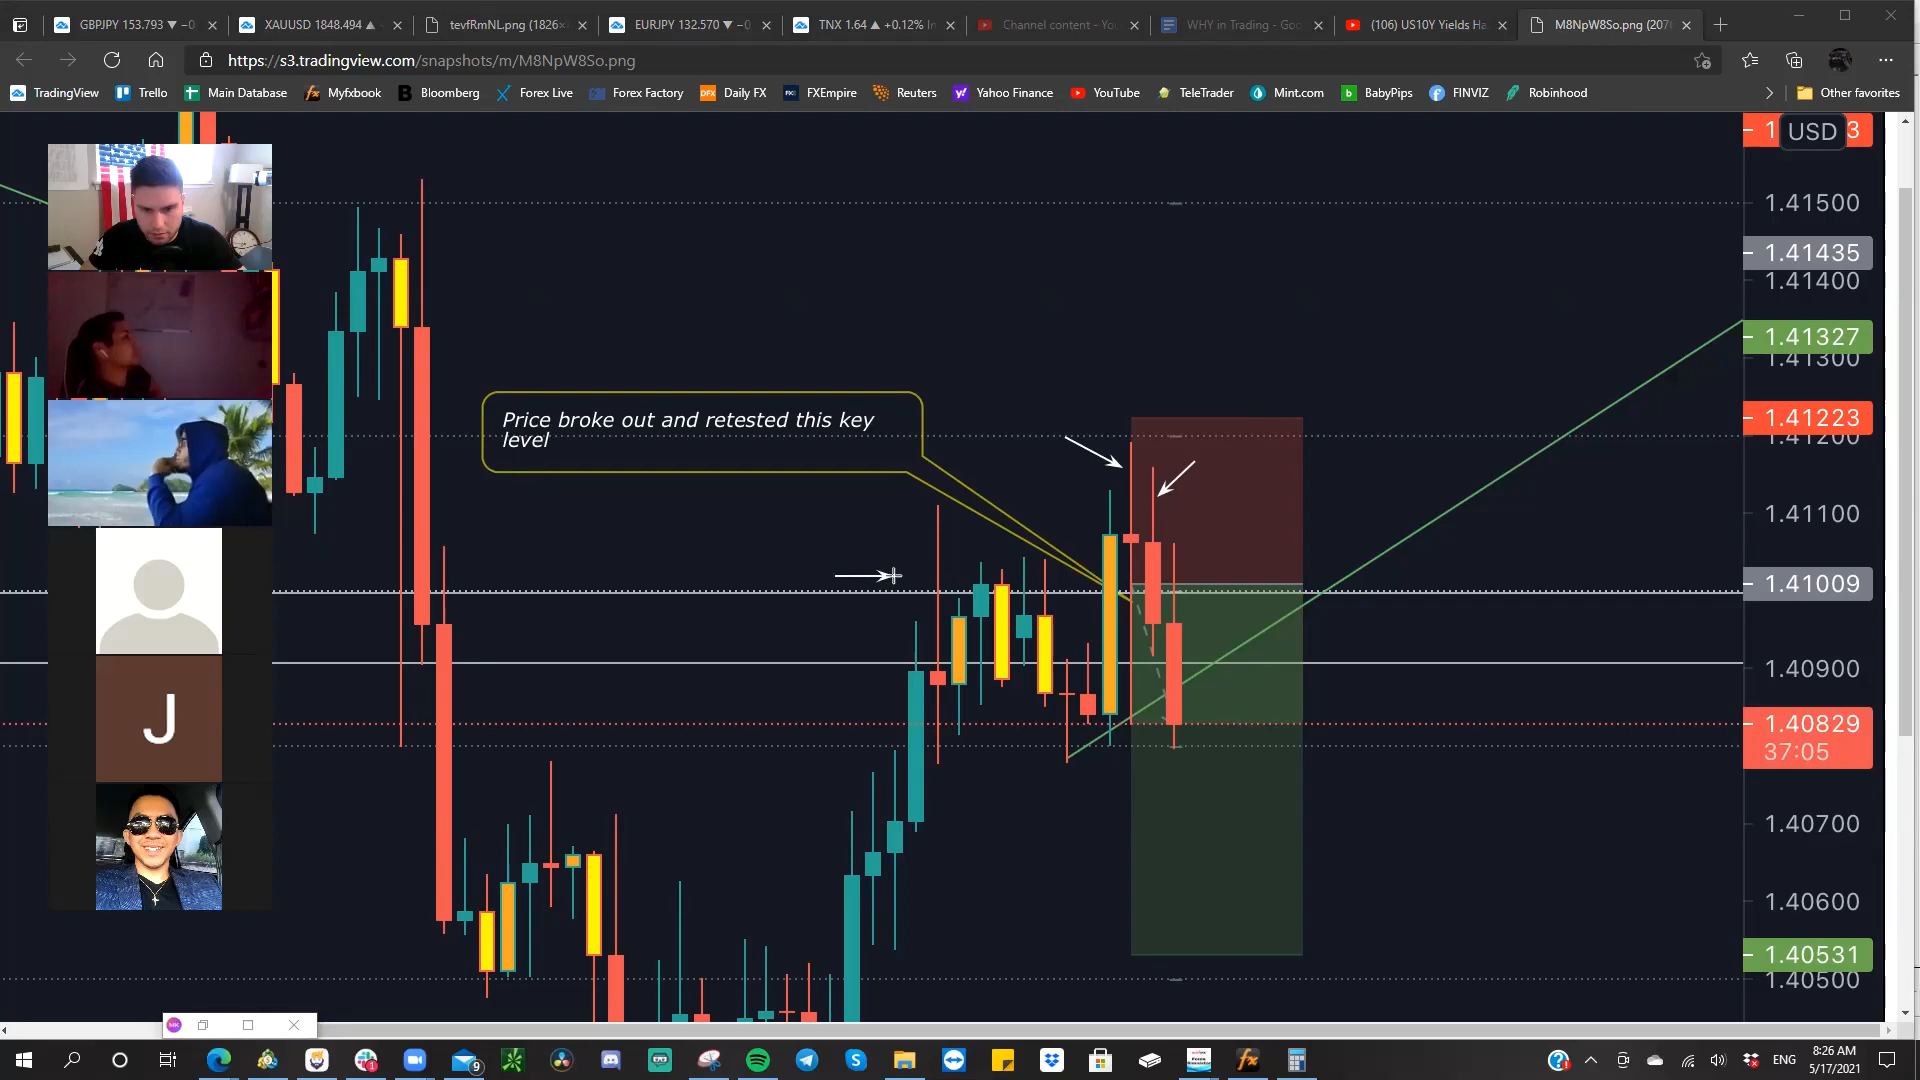 GBPJPY 153.793 ▼ −0
XAUUSD 1848.494 ▲
tevfRmNL.png (1826×
EURJPY 132.570 ▼ −0
TNX 1.64 ▲ +0.12% In
Channel content - You
WHY in Trading - Goo
(106) US10Y Yields Ha
M8NpW8So.png (2076
https://s3.tradingview.com/snapshots/m/M8NpW8So.png
TradingView
Trello
Main Database
Myfxbook
Bloomberg
Forex Live
Forex Factory
Daily FX
FXEmpire
Reuters
Yahoo Finance
YouTube
TeleTrader
Mint.com
BabyPips
FINVIZ
Robinhood
Other favorites
USD
1.41500
1.41435
1.41400
1.41327
1.41300
1.41223
1.41200
1.41100
1.41009
1.40900
1.40829
37:05
1.40700
1.40600
1.40531
1.40500
Price broke out and retested this key
level
J
MK
9
1
ENG
8:26 AM
5/17/2021